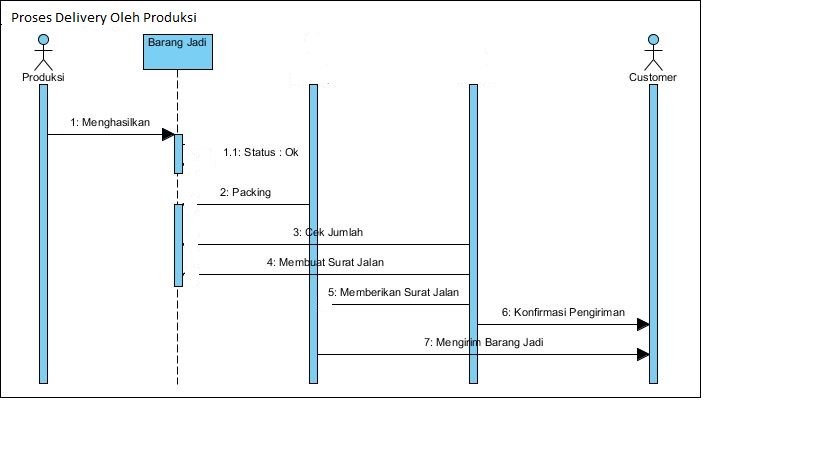 Proses Delivery Oleh Produksi
Barang Jadi
Produksi
Customer
1: Menghasilkan
1.1: Status : Ok
2: Packing
3: Cek Jumlah
4: Membuat Surat Jalan
5: Memberikan Surat Jalan
6: Konfirmasi Pengiriman
7: Mengirim Barang Jadi